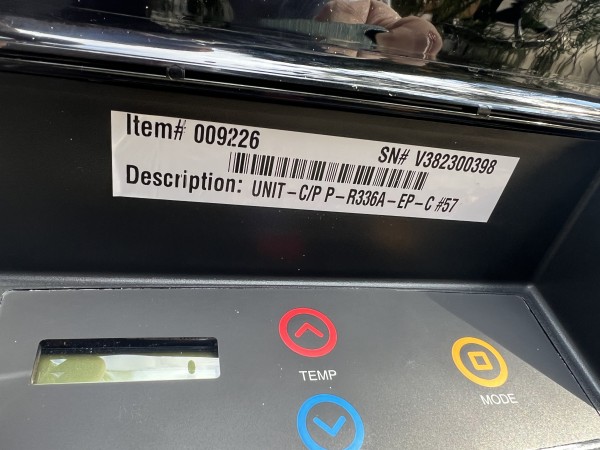 Item# 009226
SN# V382300398
Description: UNIT-C/P P-R336A-EP-C #57
TEMP
MODE